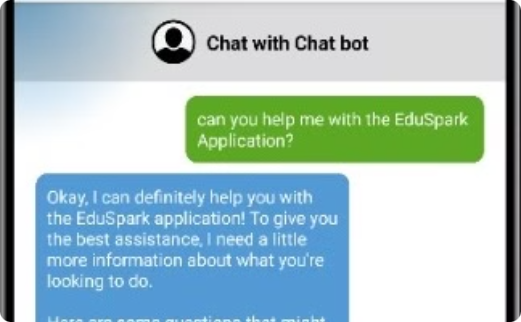 Chat with Chat bot
can you help me with the EduSpark
Application?
Okay, I can definitely help you with
the EduSpark application! To give you
the best assistance, I need a little
more information about what you're
looking to do.
Here are some questions that might